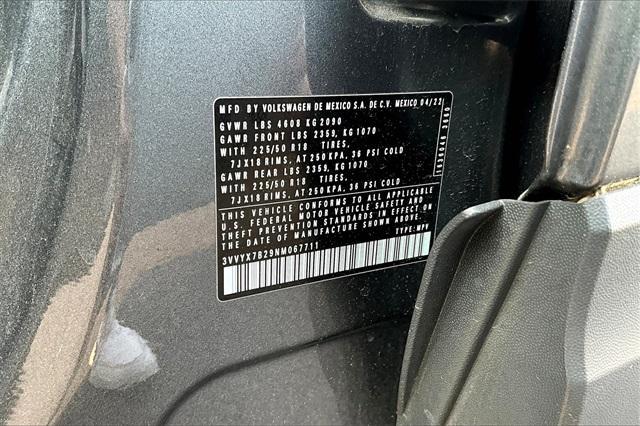 MFD BY VOLKSWAGEN DE MEXICO S.A. DE C.V. MEXICO 04/22
GVWR LBS 4608 KG 2090
GAWR FRONT LBS 2359, KG 1070
WITH 225/50 R18 TIRES,
7JX18 RIMS, AT 250 KPA, 36 PSI COLD
GAWR REAR LBS 2359, KG 1070
WITH 225/50 R18 TIRES,
7JX18 RIMS, AT 250 KPA, 36 PSI COLD
THIS VEHICLE CONFORMS TO ALL APPLICABLE
U.S. FEDERAL MOTOR VEHICLE SAFETY AND
THEFT PREVENTION STANDARDS IN EFFECT ON
THE DATE OF MANUFACTURE SHOWN ABOVE.
3VVYX7B29NM067711 TYPE: MPV